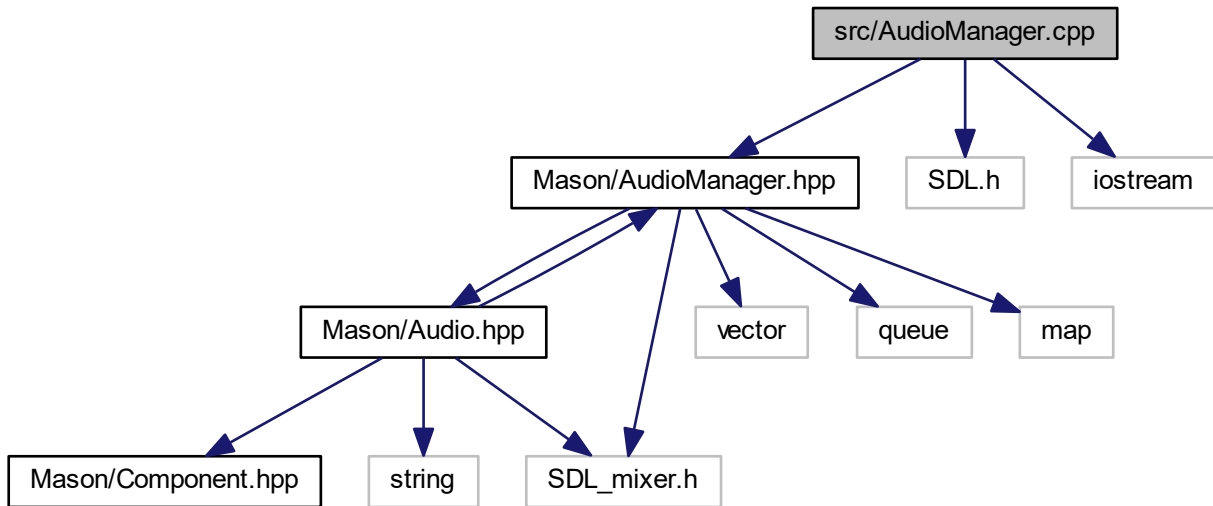 src/AudioManager.cpp
Mason/AudioManager.hpp
SDL.h
iostream
Mason/Audio.hpp
vector
queue
map
Mason/Component.hpp
string
SDL_mixer.h